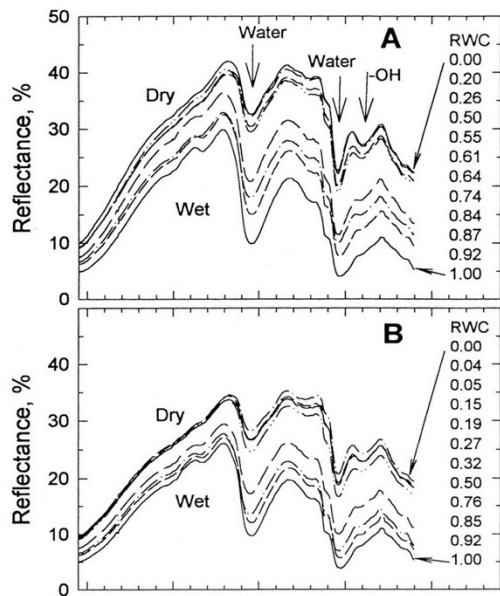 A
Reflectance, %
50
40
30
20
10
0
Water
Water
-OH
Dry
Wet
RWC
0.00
0.20
0.26
0.50
0.55
0.61
0.64
0.74
0.84
0.87
0.92
1.00
B
Reflectance, %
40
30
20
10
0
Dry
Wet
RWC
0.00
0.04
0.05
0.15
0.19
0.27
0.32
0.50
0.76
0.85
0.92
1.00